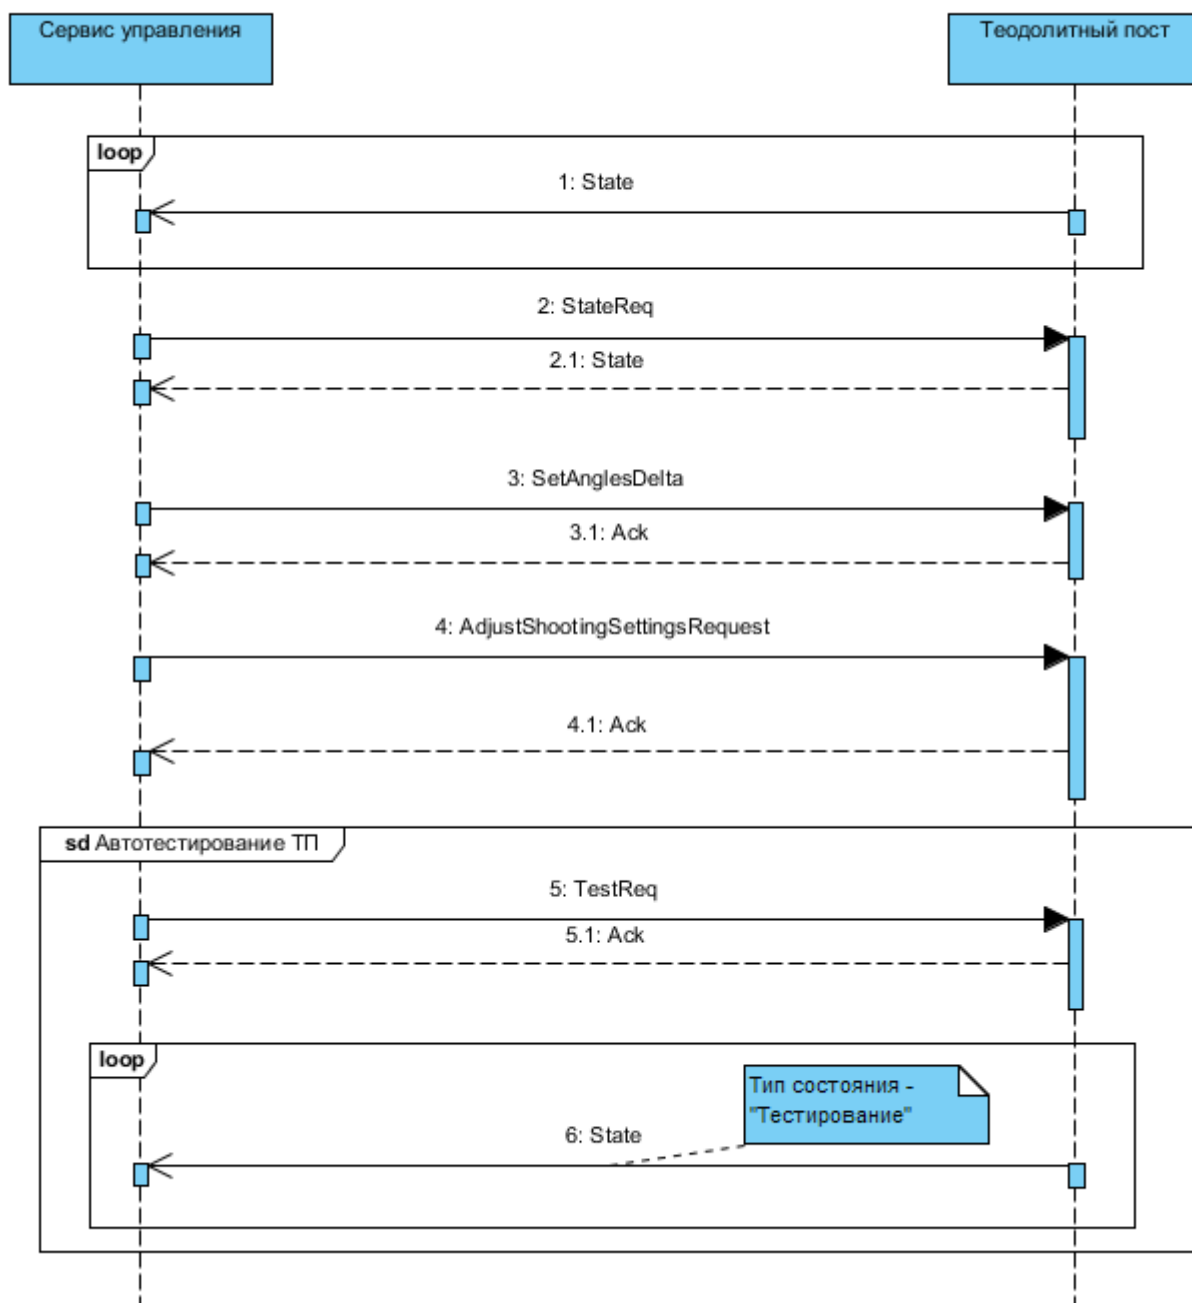 Сервис управления
Теодолитный пост
loop
1: State
2: StateReq
2.1: State
3: SetAnglesDelta
3.1: Ack
4: AdjustShootingSettingsRequest
4.1: Ack
sd Автотестирование ТП
5: TestReq
5.1: Ack
loop
Тип состояния -
"Тестирование"
6: State